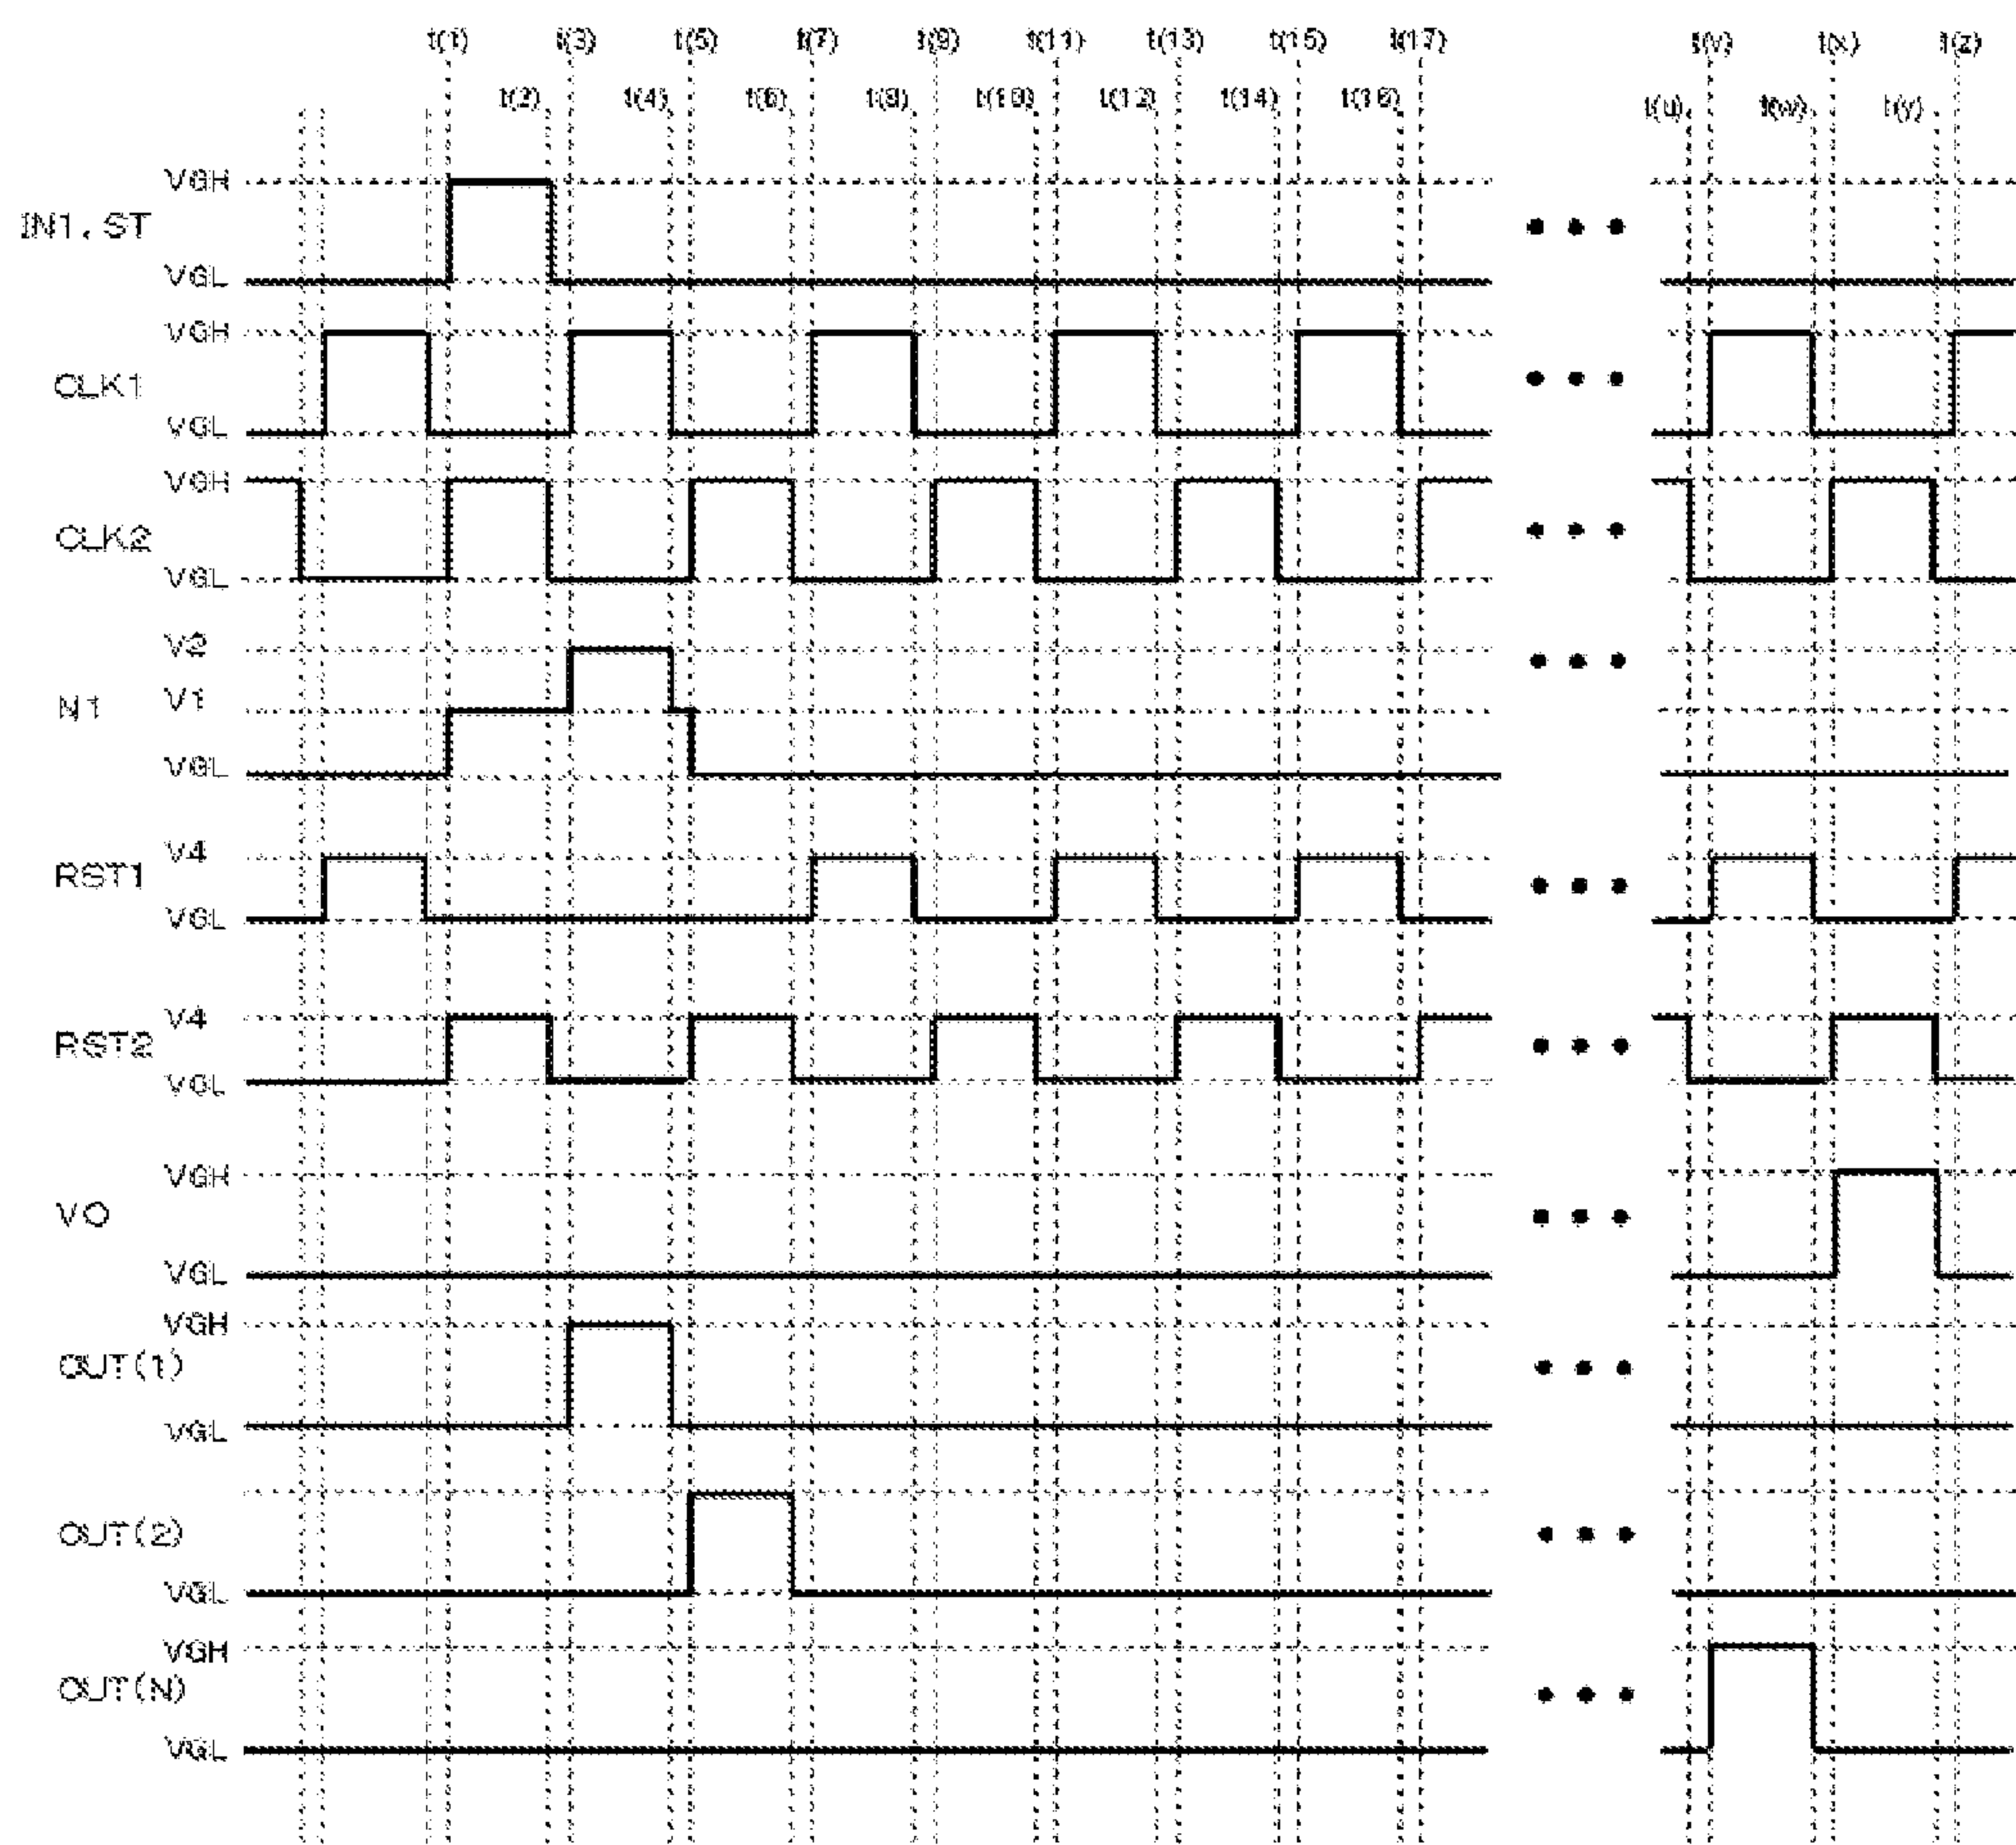 t(1) t(3) t(5) t(7) t(9) t(11) t(13) t(15) t(17) t(v) t(x) t(z)
t(2) t(4) t(6) t(8) t(10) t(12) t(14) t(16) t(u) t(w) t(y)
VGH
IN1, ST
VGL
VGH
CLK1
VGL
VGH
CLK2
VGL
V2
N1 V1
VGL
V4
RST1
VGL
V4
RST2
VGL
VGH
VO
VGL
VGH
OUT(1)
VGL
OUT(2)
VGL
VGH
OUT(N)
VGL